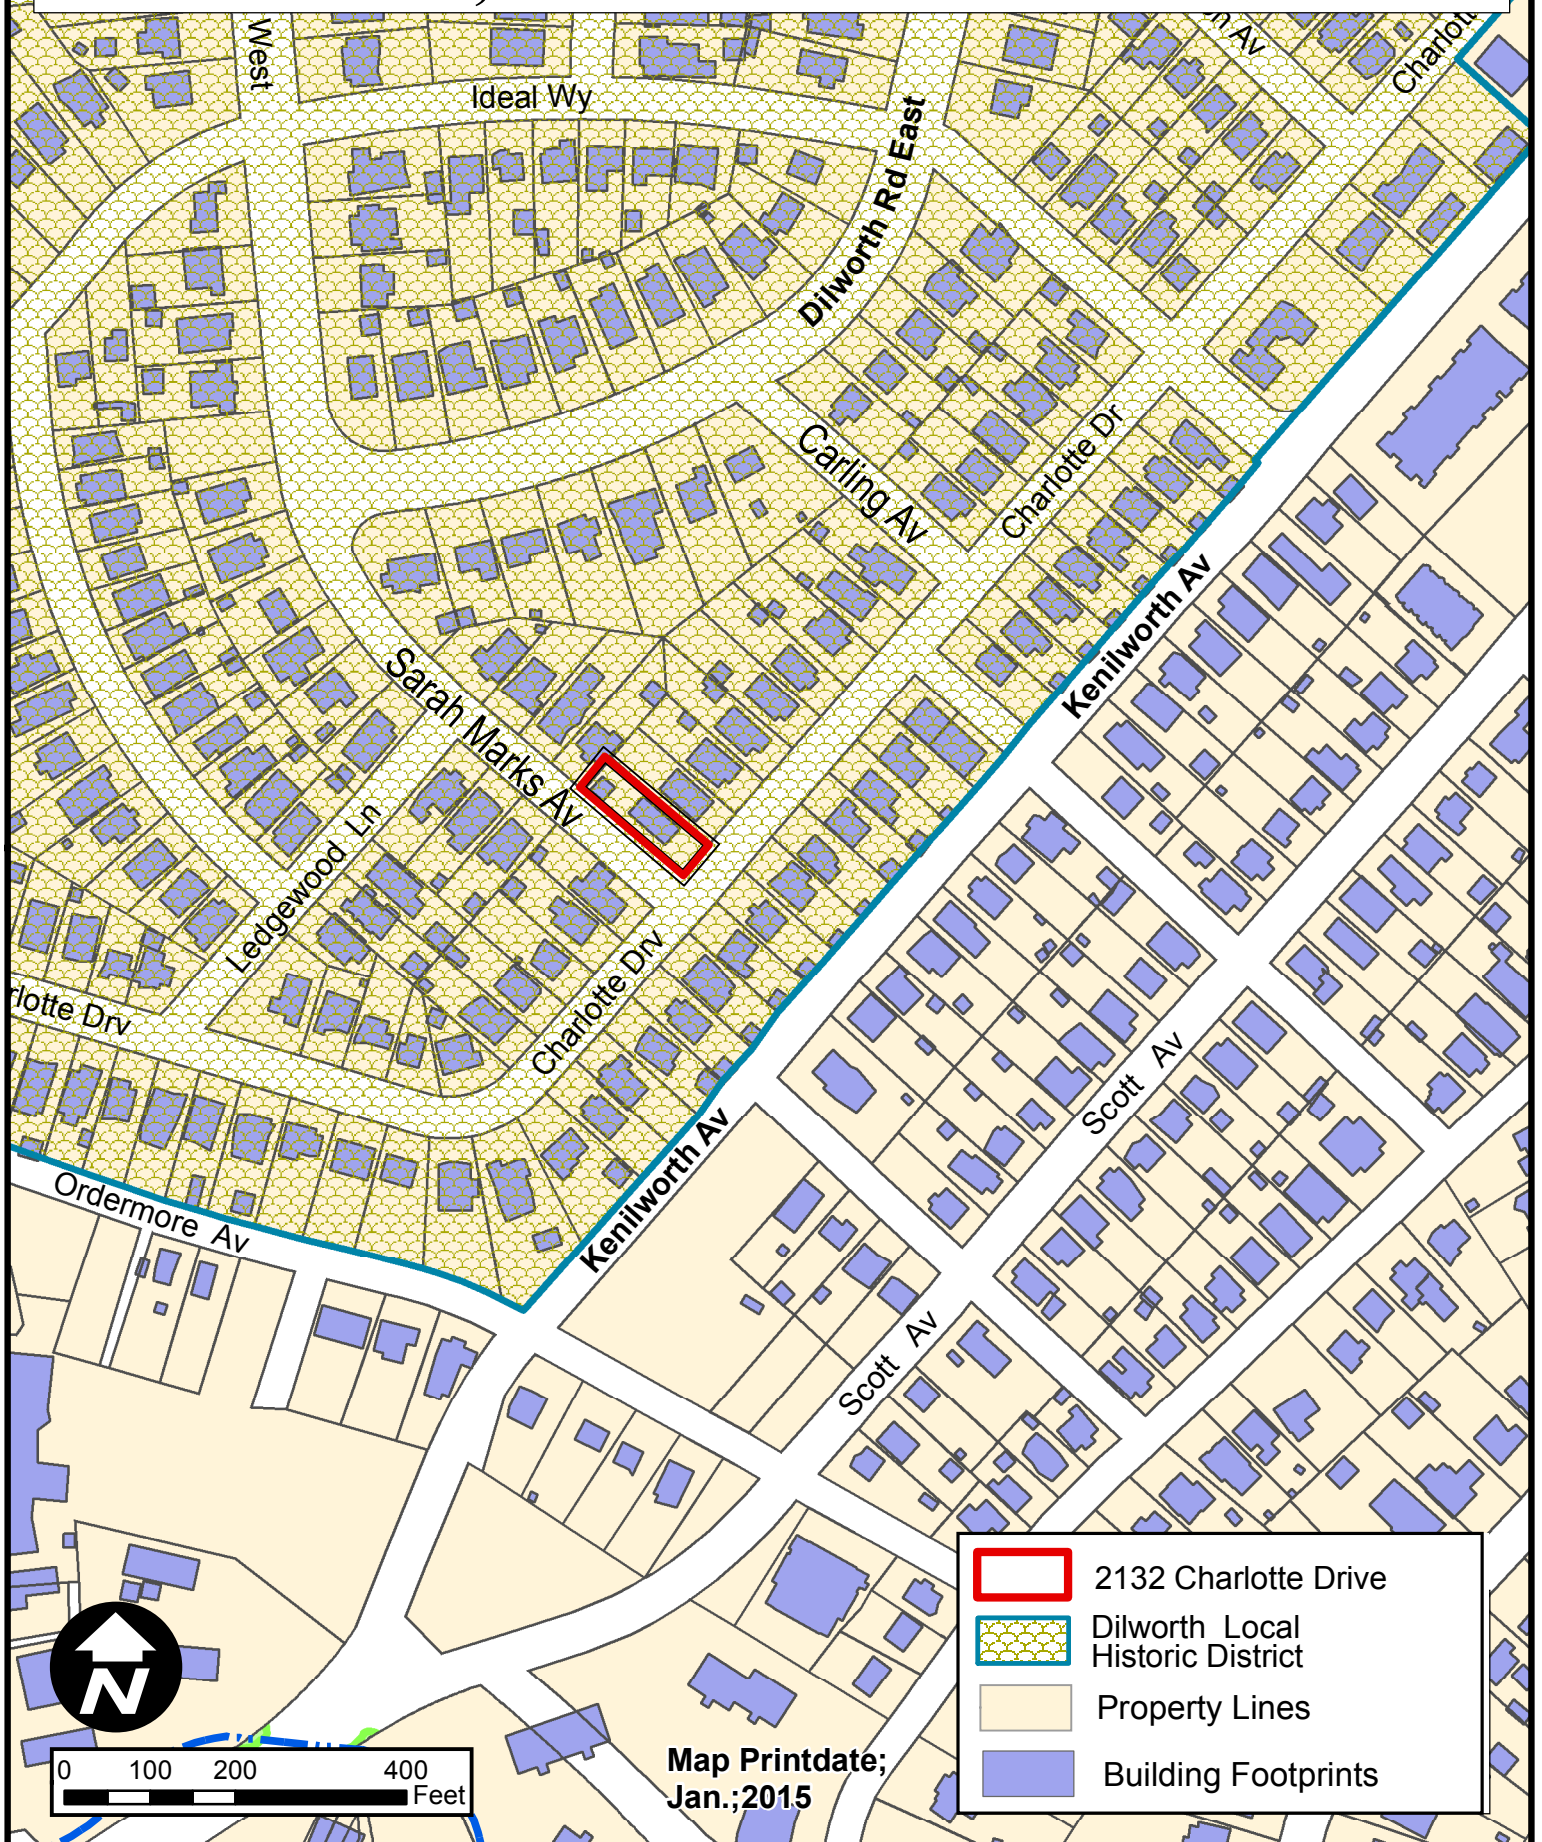 West
Ideal Wy
Dilworth Rd East
Carling Av
Charlotte Dr
Kenilworth Av
Sarah Marks Av
Ledgewood Ln
Charlotte Drv
rlotte Drv
Ordermore Av
Kenilworth Av
Scott Av
Scott Av
2132 Charlotte Drive
Dilworth Local
Historic District
Property Lines
Building Footprints
N
0 100 200 400
Feet
Map Printdate;
Jan.;2015